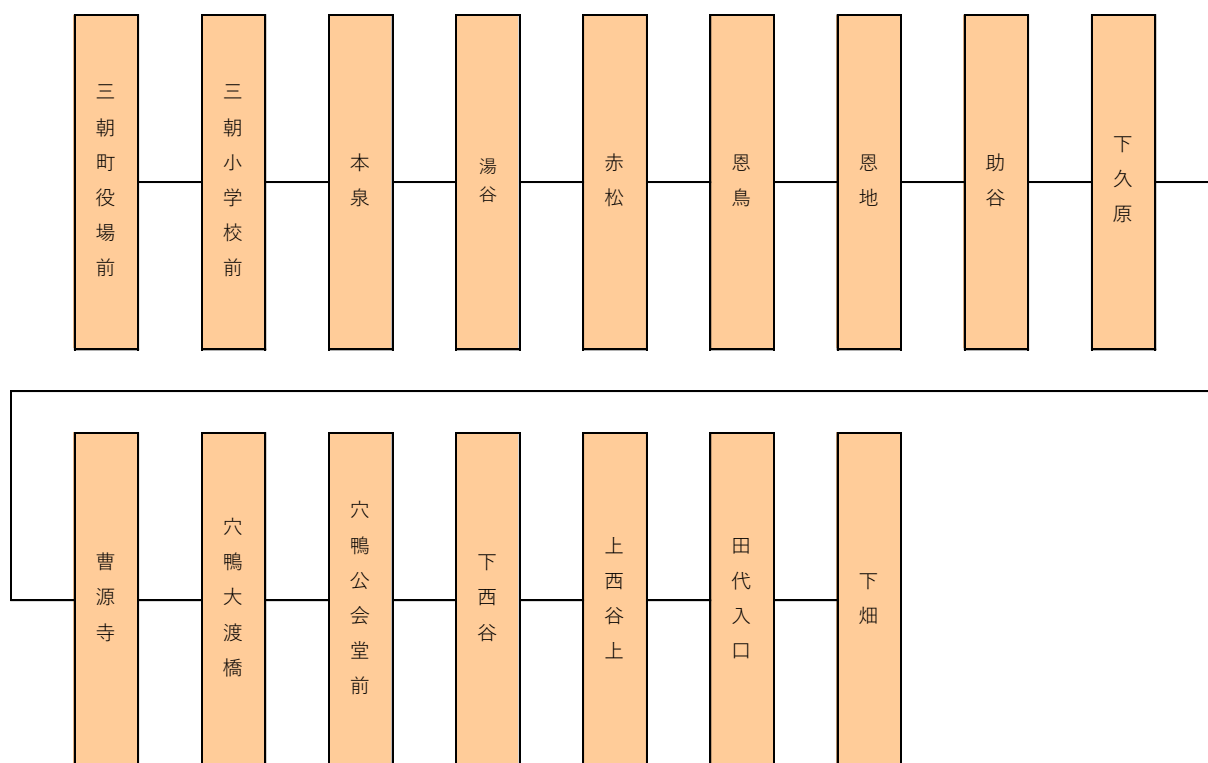 三朝町役場前
三朝小学校前
本泉
湯谷
赤松
恩鳥
恩地
助谷
下久原
曹源寺
穴鴨大渡橋
穴鴨公会堂前
下西谷
上西谷上
田代入口
下畑